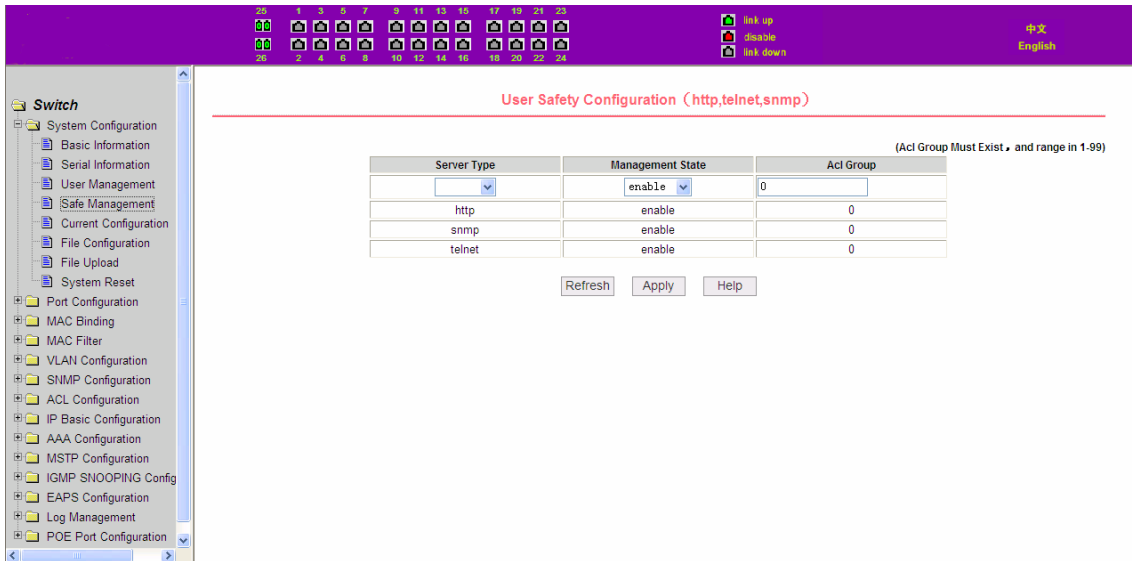 25 1 3 5 7 9 11 13 15 17 19 21 23
26 2 4 6 8 10 12 14 16 18 20 22 24
link up
disable
link down
中文
English
Switch
System Configuration
Basic Information
Serial Information
User Management
Safe Management
Current Configuration
File Configuration
File Upload
System Reset
Port Configuration
MAC Binding
MAC Filter
VLAN Configuration
SNMP Configuration
ACL Configuration
IP Basic Configuration
AAA Configuration
MSTP Configuration
IGMP SNOOPING Config
EAPS Configuration
Log Management
POE Port Configuration
User Safety Configuration（http,telnet,snmp）
(Acl Group Must Exist，and range in 1-99)
Server Type Management State Acl Group
enable 0
http enable 0
snmp enable 0
telnet enable 0
Refresh Apply Help